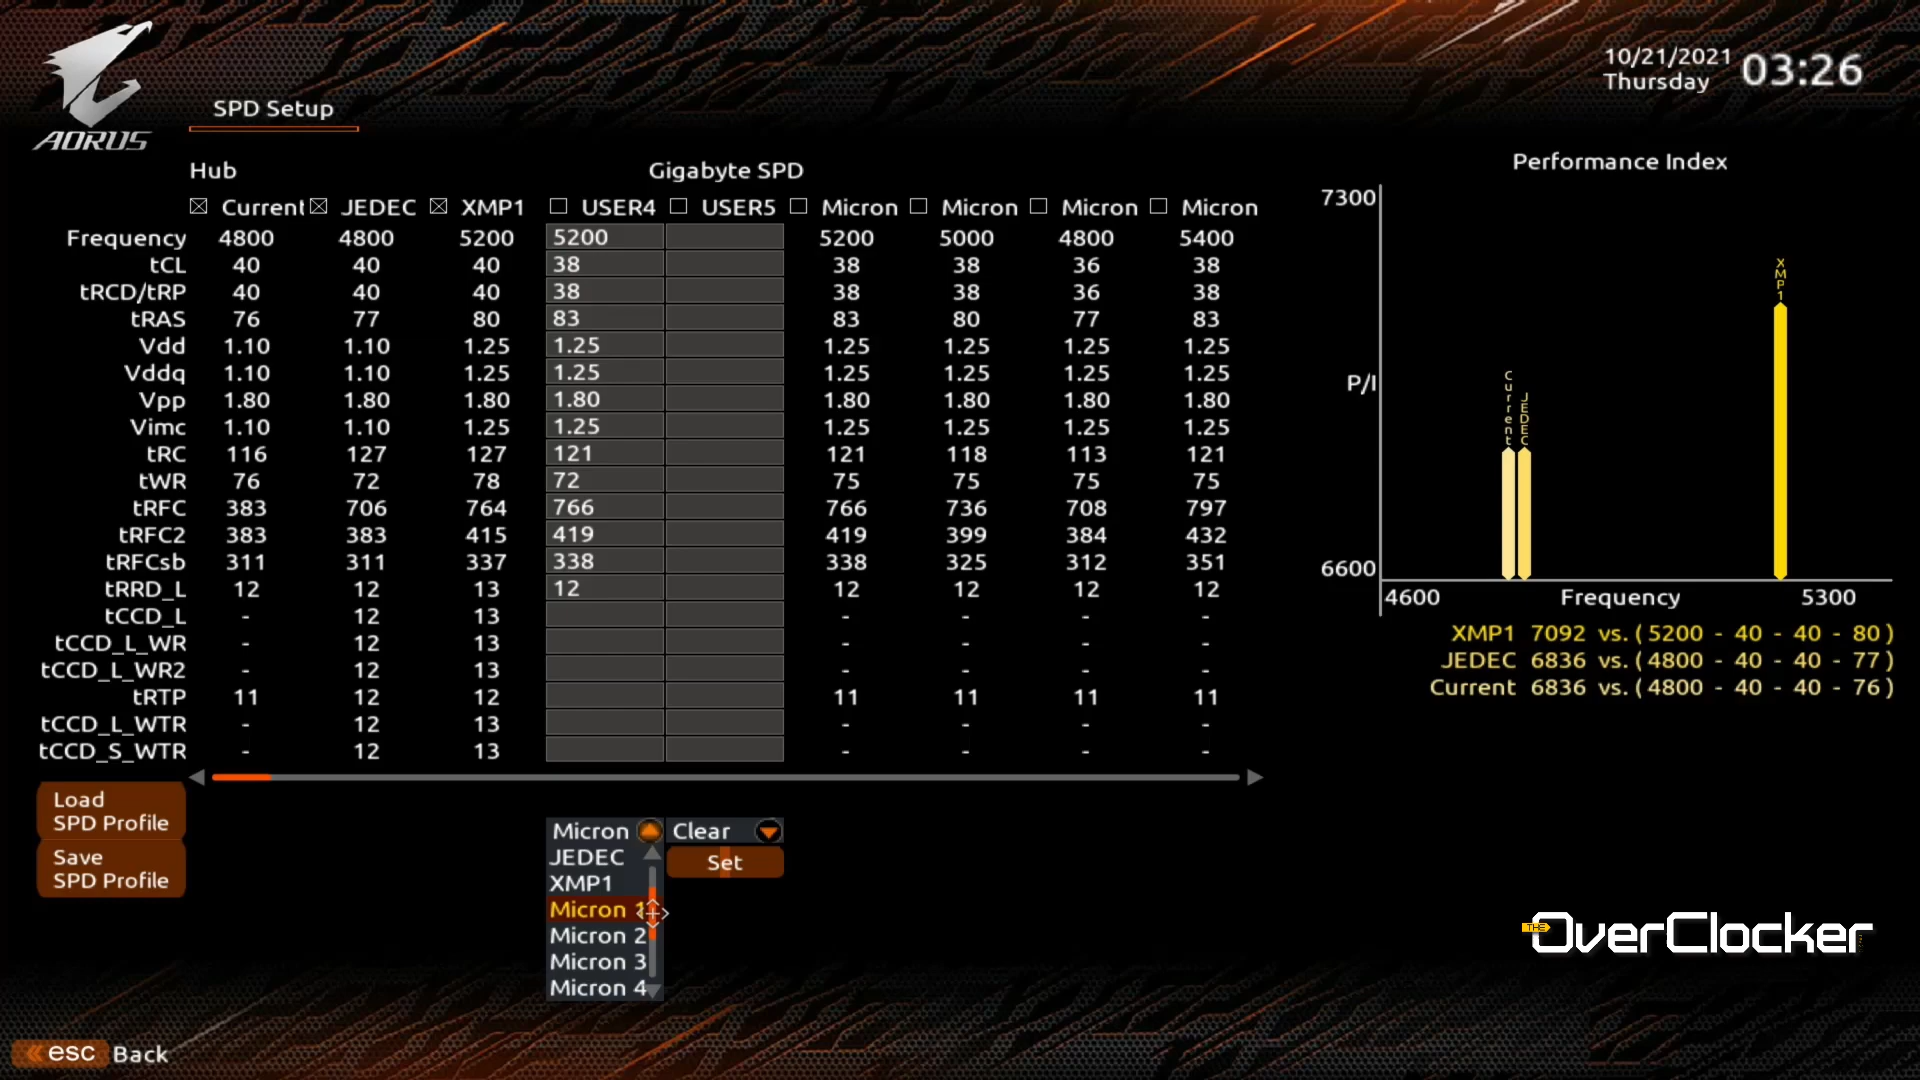 AORUS
SPD Setup
10/21/2021
Thursday
03:26
Hub
Gigabyte SPD
Current JEDEC XMP1 USER4 USER5 Micron Micron Micron Micron
Frequency 4800 4800 5200 5200 5200 5000 4800 5400
tCL 40 40 40 38 38 38 36 38
tRCD/tRP 40 40 40 38 38 38 36 38
tRAS 76 77 80 83 83 80 77 83
Vdd 1.10 1.10 1.25 1.25 1.25 1.25 1.25 1.25
Vddq 1.10 1.10 1.25 1.25 1.25 1.25 1.25 1.25
Vpp 1.80 1.80 1.80 1.80 1.80 1.80 1.80 1.80
Vimc 1.10 1.10 1.25 1.25 1.25 1.25 1.25 1.25
tRC 116 127 127 121 121 118 113 121
tWR 76 72 78 72 75 75 75 75
tRFC 383 706 764 766 766 736 708 797
tRFC2 383 383 415 419 419 399 384 432
tRFCsb 311 311 337 338 338 325 312 351
tRRD_L 12 12 13 12 12 12 12 12
tCCD_L - 12 13 - - - -
tCCD_L_WR - 12 13 - - - -
tCCD_L_WR2 - 12 13 - - - -
tRTP 11 12 12 11 11 11 11
tCCD_L_WTR - 12 13 - - - -
tCCD_S_WTR - 12 13 - - - -
Load
SPD Profile
Save
SPD Profile
Micron
JEDEC
XMP1
Micron 1
Micron 2
Micron 3
Micron 4
Clear
Set
Performance Index
7300
P/I
6600
Current
JEDEC
XMP1
4600 Frequency 5300
XMP1 7092 vs. ( 5200 - 40 - 40 - 80 )
JEDEC 6836 vs. ( 4800 - 40 - 40 - 77 )
Current 6836 vs. ( 4800 - 40 - 40 - 76 )
THE OverClocker
esc Back